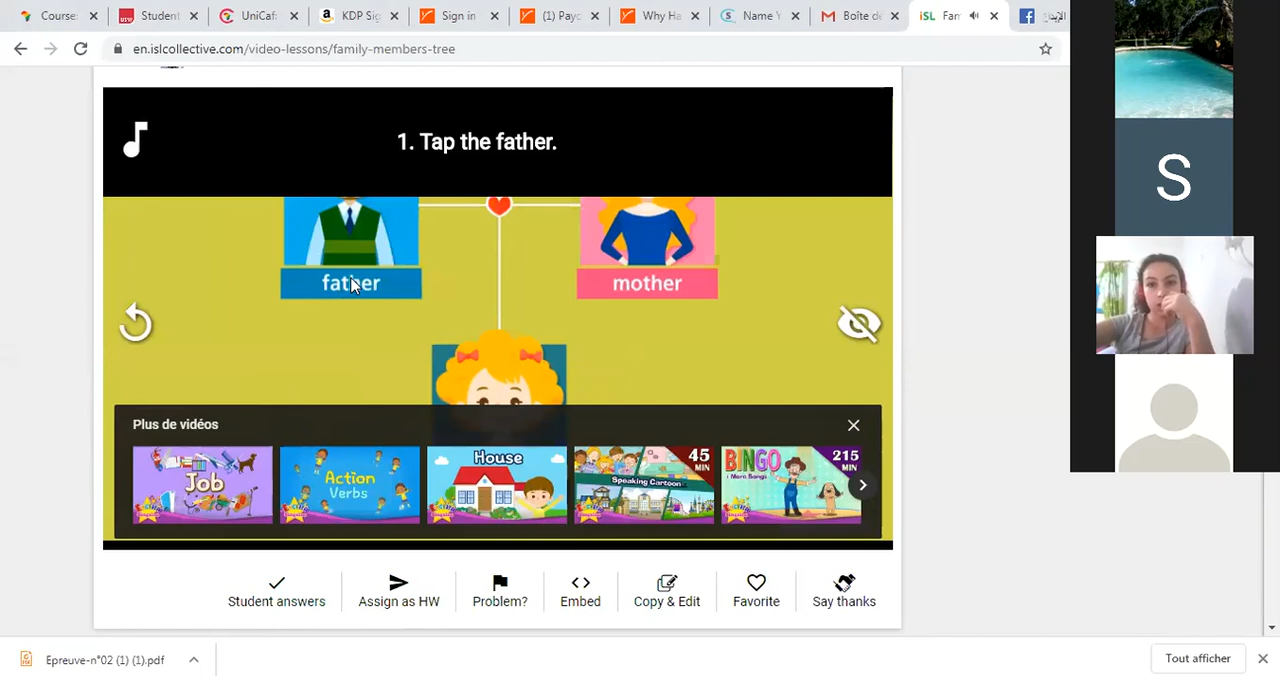 Course
Student
UniCaf
KDP Sig
Sign in
(1) Payo
Why Ha
Name Y
Boite de
iSL Fam
en.islcollective.com/video-lessons/family-members-tree
1. Tap the father.
father
mother
Plus de vidéos
Job
Action
Verbs
House
45
MIN
Speaking Cartoon
BINGO
215
MIN
Student answers
Assign as HW
Problem?
Embed
Copy & Edit
Favorite
Say thanks
Epreuve-n°02 (1) (1).pdf
Tout afficher
S